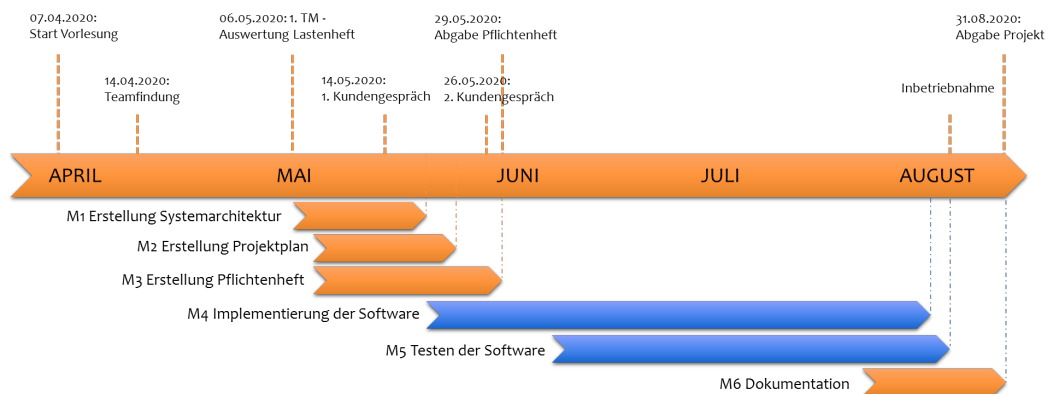 07.04.2020:
Start Vorlesung
06.05.2020: 1. TM -
Auswertung Lastenheft
29.05.2020:
Abgabe Pflichtenheft
31.08.2020:
Abgabe Projekt
14.04.2020:
Teamfindung
14.05.2020:
1. Kundengespräch
26.05.2020:
2. Kundengespräch
Inbetriebnahme
APRIL
MAI
JUNI
JULI
AUGUST
M1 Erstellung Systemarchitektur
M2 Erstellung Projektplan
M3 Erstellung Pflichtenheft
M4 Implementierung der Software
M5 Testen der Software
M6 Dokumentation